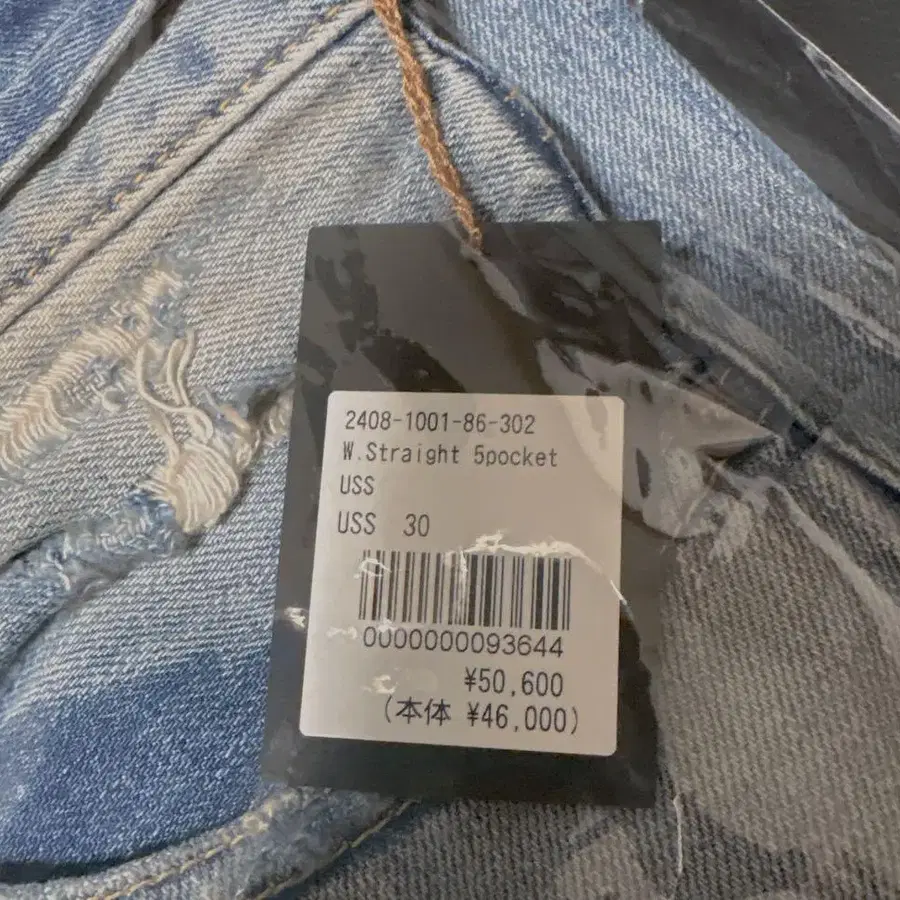 2408-1001-86-302
W.Straight 5pocket
USS
USS 30
0000000093644
¥50,600
(本体 ¥46,000)